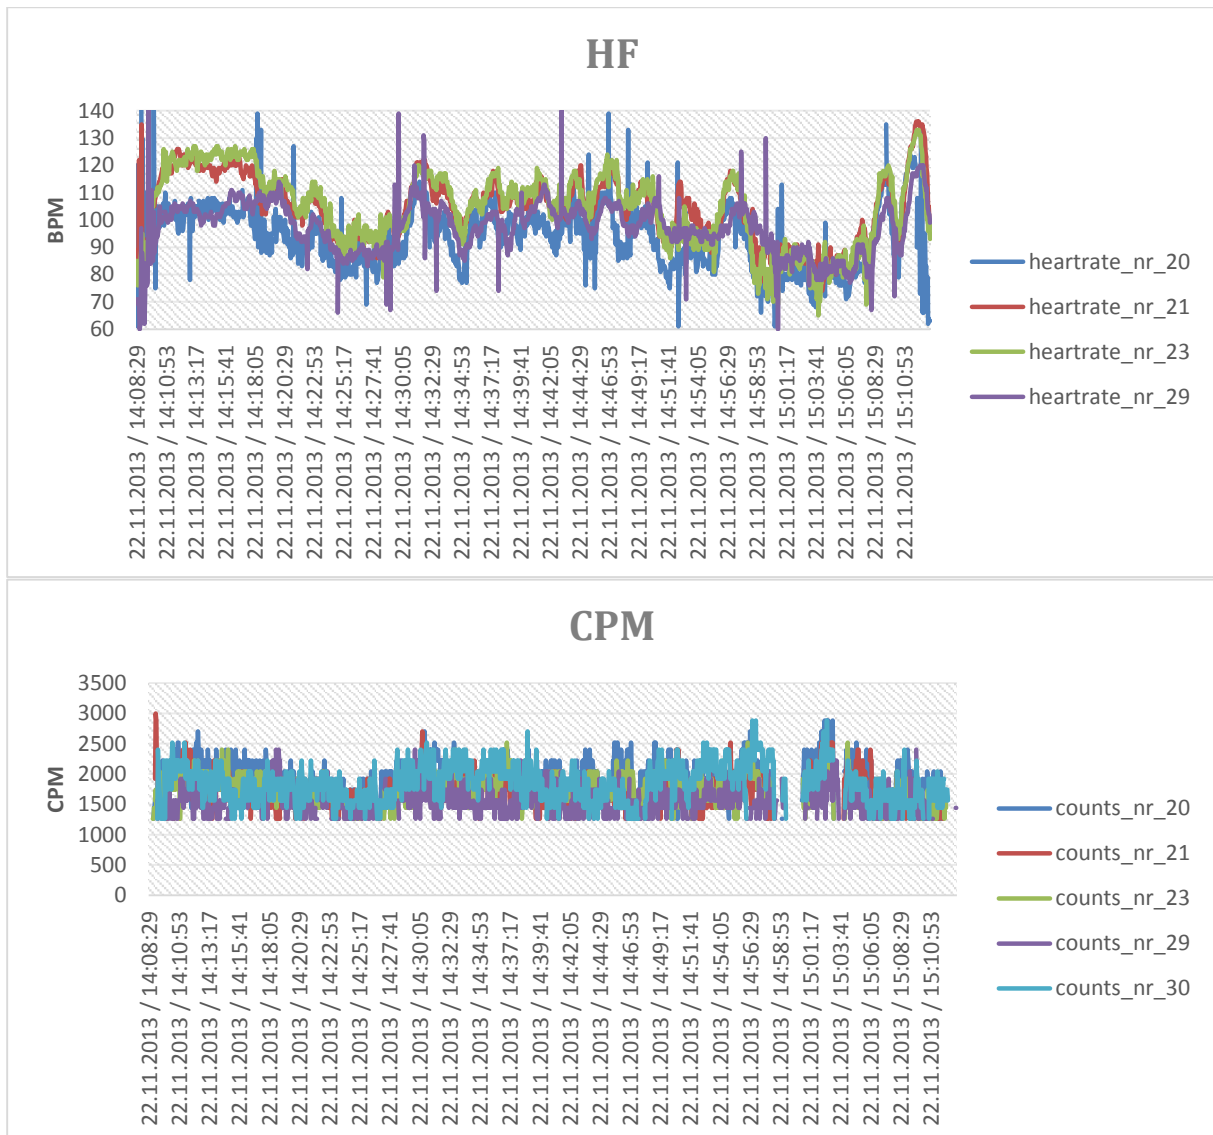 HF
BPM
140
130
120
110
100
90
80
70
60
22.11.2013 / 14:08:29
22.11.2013 / 14:10:53
22.11.2013 / 14:13:17
22.11.2013 / 14:15:41
22.11.2013 / 14:18:05
22.11.2013 / 14:20:29
22.11.2013 / 14:22:53
22.11.2013 / 14:25:17
22.11.2013 / 14:27:41
22.11.2013 / 14:30:05
22.11.2013 / 14:32:29
22.11.2013 / 14:34:53
22.11.2013 / 14:37:17
22.11.2013 / 14:39:41
22.11.2013 / 14:42:05
22.11.2013 / 14:44:29
22.11.2013 / 14:46:53
22.11.2013 / 14:49:17
22.11.2013 / 14:51:41
22.11.2013 / 14:54:05
22.11.2013 / 14:56:29
22.11.2013 / 14:58:53
22.11.2013 / 15:01:17
22.11.2013 / 15:03:41
22.11.2013 / 15:06:05
22.11.2013 / 15:08:29
22.11.2013 / 15:10:53
heartrate_nr_20
heartrate_nr_21
heartrate_nr_23
heartrate_nr_29
CPM
CPM
3500
3000
2500
2000
1500
1000
500
0
22.11.2013 / 14:08:29
22.11.2013 / 14:10:53
22.11.2013 / 14:13:17
22.11.2013 / 14:15:41
22.11.2013 / 14:18:05
22.11.2013 / 14:20:29
22.11.2013 / 14:22:53
22.11.2013 / 14:25:17
22.11.2013 / 14:27:41
22.11.2013 / 14:30:05
22.11.2013 / 14:32:29
22.11.2013 / 14:34:53
22.11.2013 / 14:37:17
22.11.2013 / 14:39:41
22.11.2013 / 14:42:05
22.11.2013 / 14:44:29
22.11.2013 / 14:46:53
22.11.2013 / 14:49:17
22.11.2013 / 14:51:41
22.11.2013 / 14:54:05
22.11.2013 / 14:56:29
22.11.2013 / 14:58:53
22.11.2013 / 15:01:17
22.11.2013 / 15:03:41
22.11.2013 / 15:06:05
22.11.2013 / 15:08:29
22.11.2013 / 15:10:53
counts_nr_20
counts_nr_21
counts_nr_23
counts_nr_29
counts_nr_30